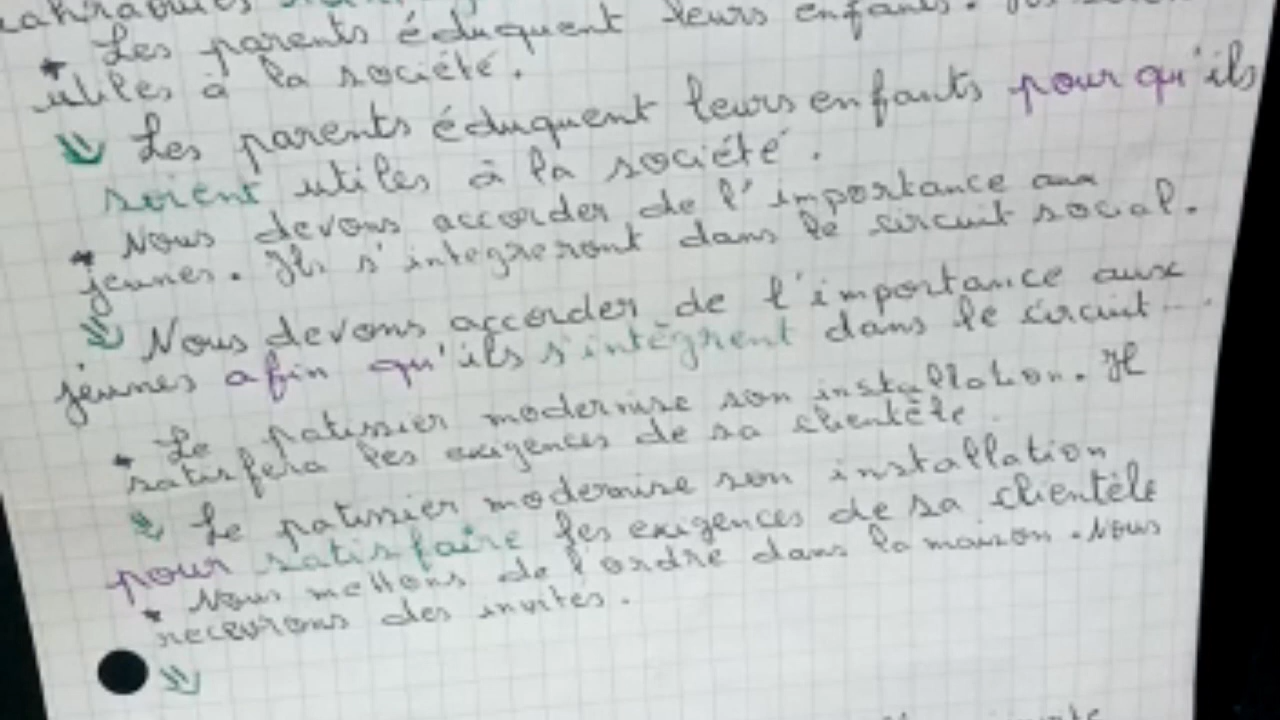 * Les parents éduquent leurs enfants.
utiles à la société.
Les parents éduquent leurs enfants pour qu'ils
soient utiles à la société.
* Nous devons accorder de l'importance aux
jeunes. Ils s'intègreront dans le circuit social.
Nous devons accorder de l'importance aux
jeunes afin qu'ils s'intègrent dans le circuit ...
* Le patissier modernise son installation. Il
satisfera les exigences de sa clientèle.
Le patissier modernise son installation
pour satisfaire les exigences de sa clientèle
* Nous mettons de l'ordre dans la maison. Nous
recevrons des invités.